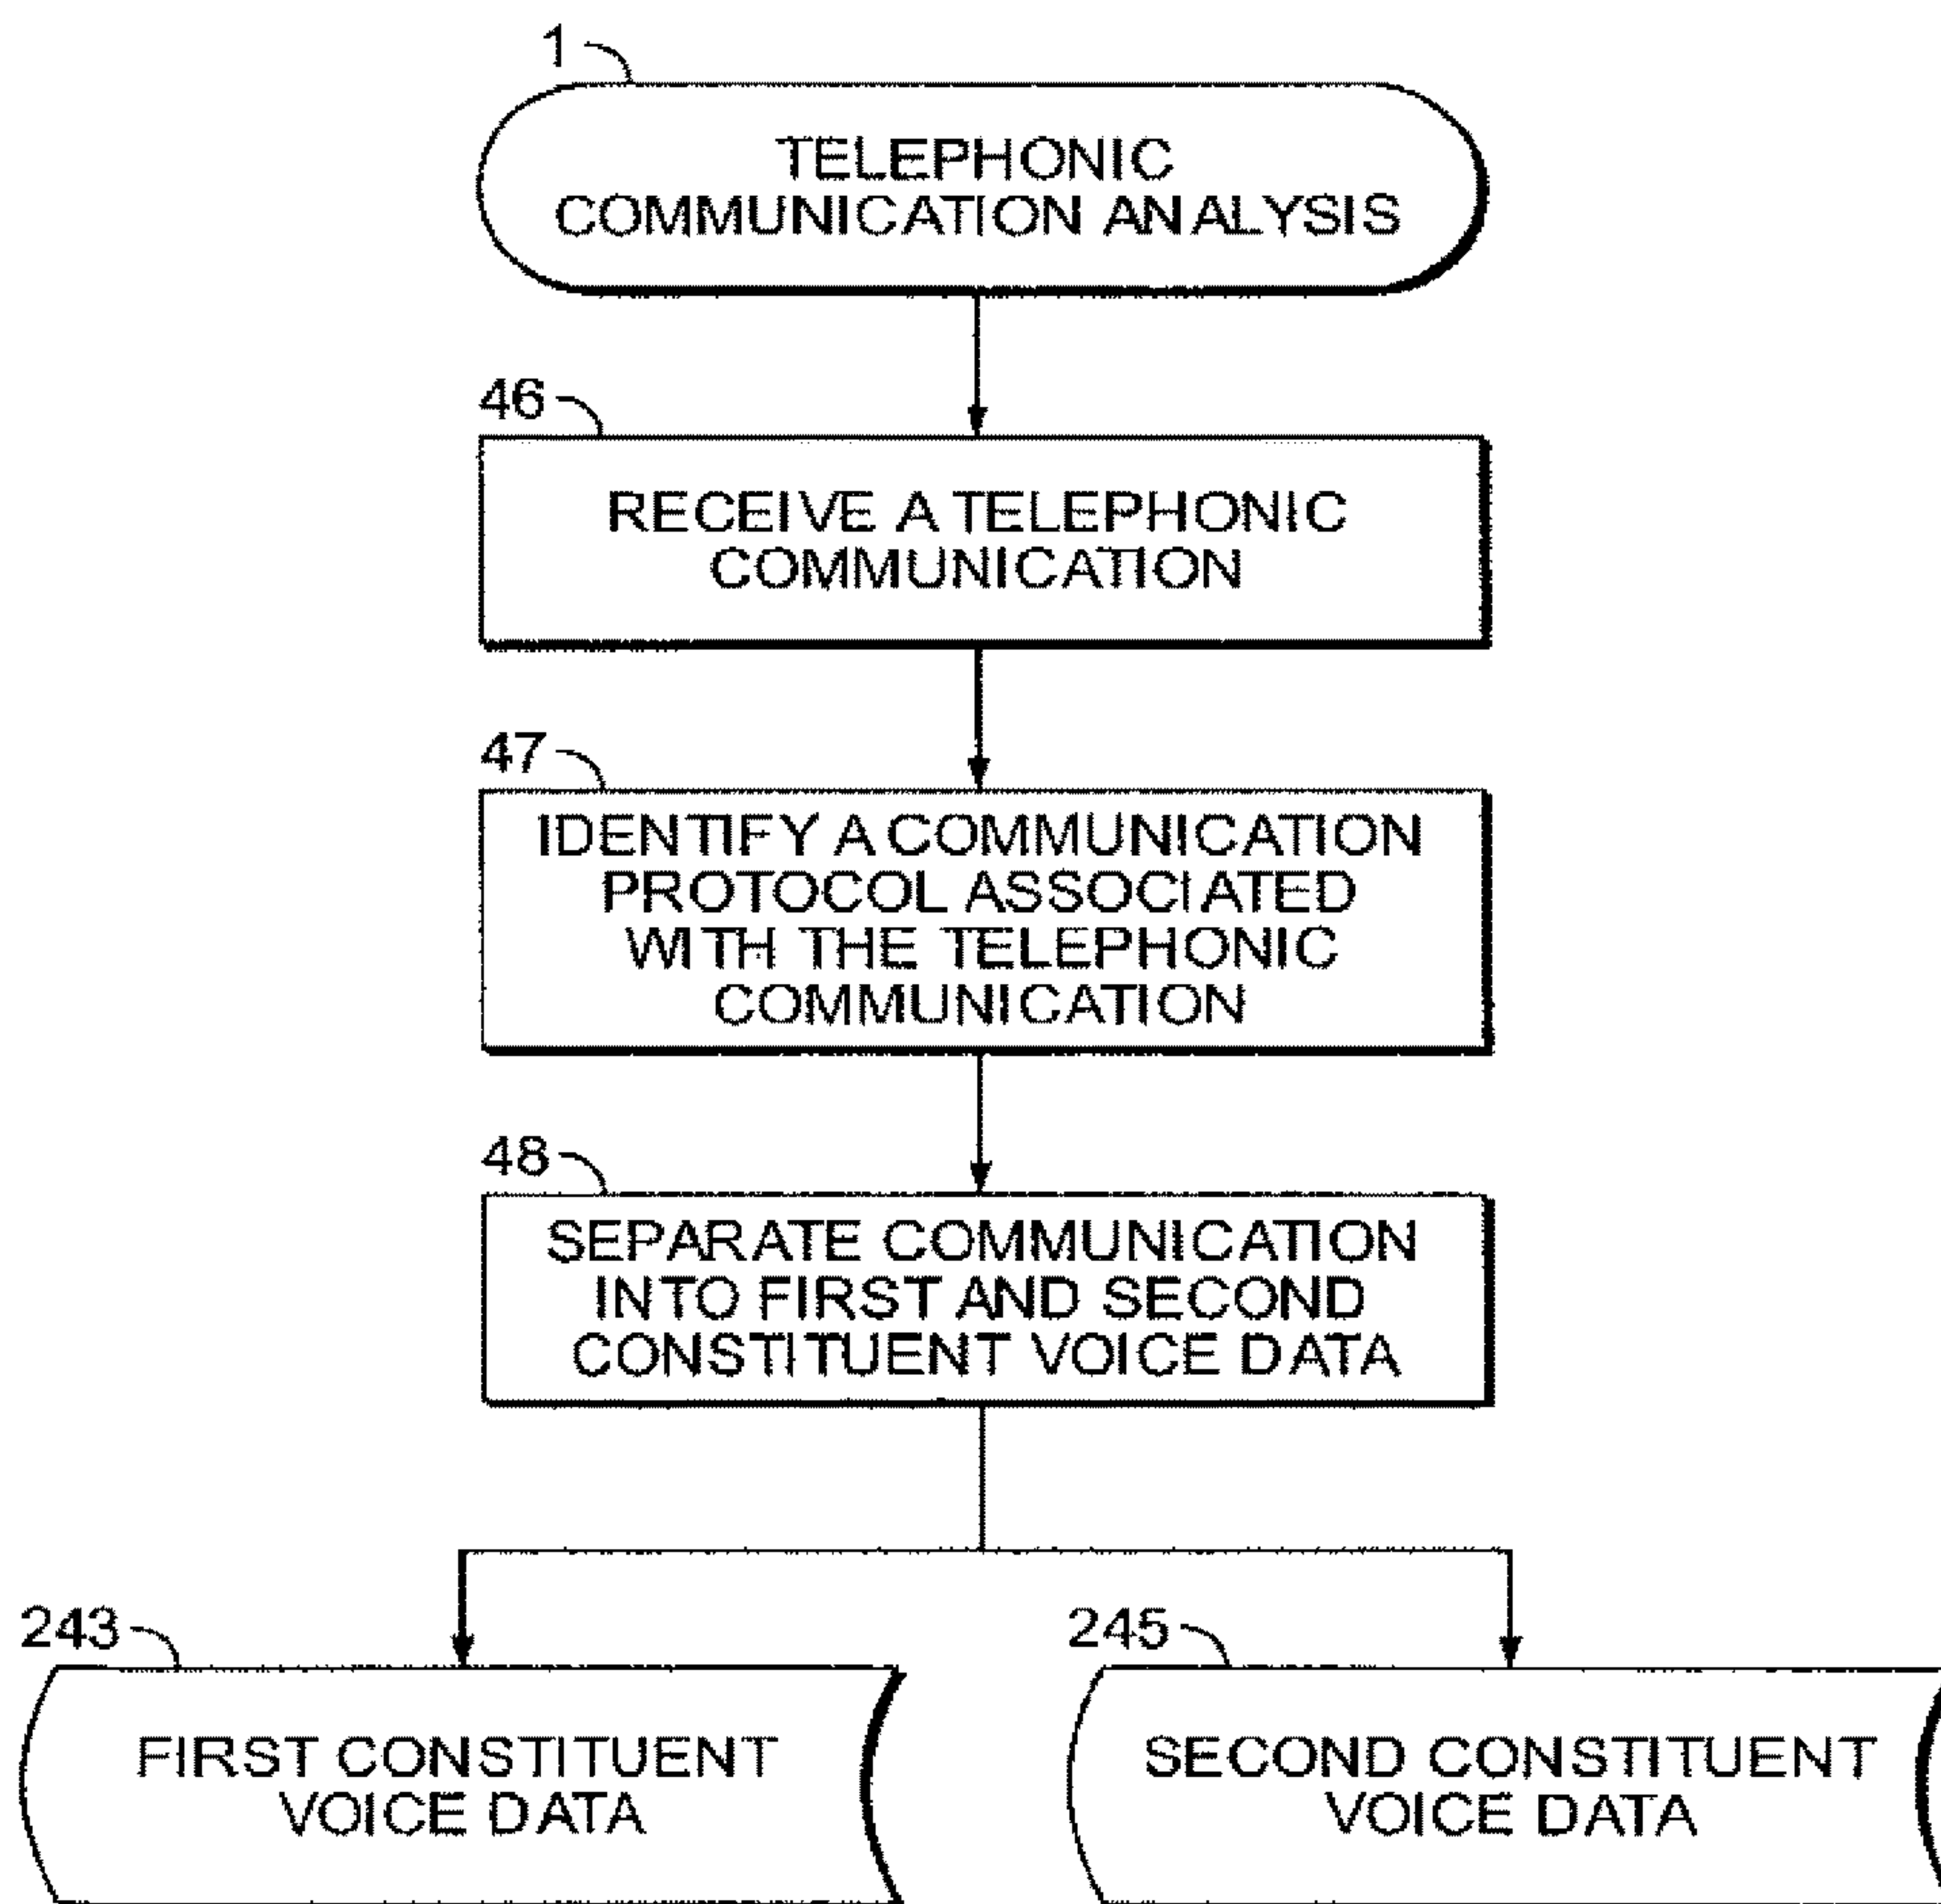 1
TELEPHONIC
COMMUNICATION ANALYSIS
46
RECEIVE A TELEPHONIC
COMMUNICATION
47
IDENTIFY A COMMUNICATION
PROTOCOL ASSOCIATED
WITH THE TELEPHONIC
COMMUNICATION
48
SEPARATE COMMUNICATION
INTO FIRST AND SECOND
CONSTITUENT VOICE DATA
243
FIRST CONSTITUENT
VOICE DATA
245
SECOND CONSTITUENT
VOICE DATA